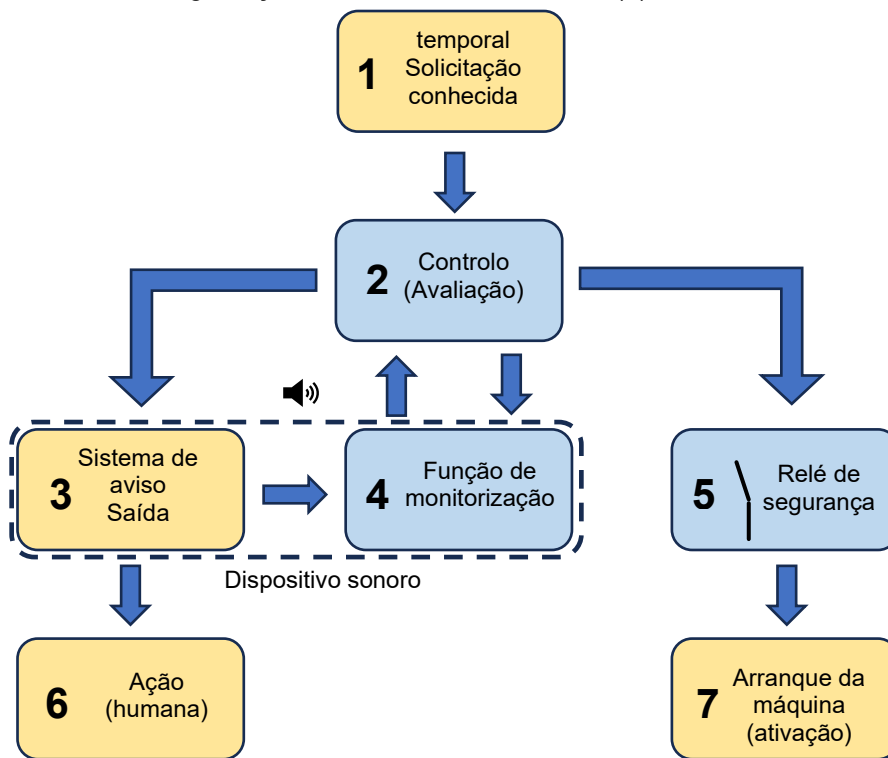 1
temporal
Solicitação
conhecida
2
Controlo
(Avaliação)
3
Sistema de
aviso
Saída
4
Função de
monitorização
5
Relé de
segurança
Dispositivo sonoro
6
Ação
(humana)
7
Arranque da
máquina
(ativação)